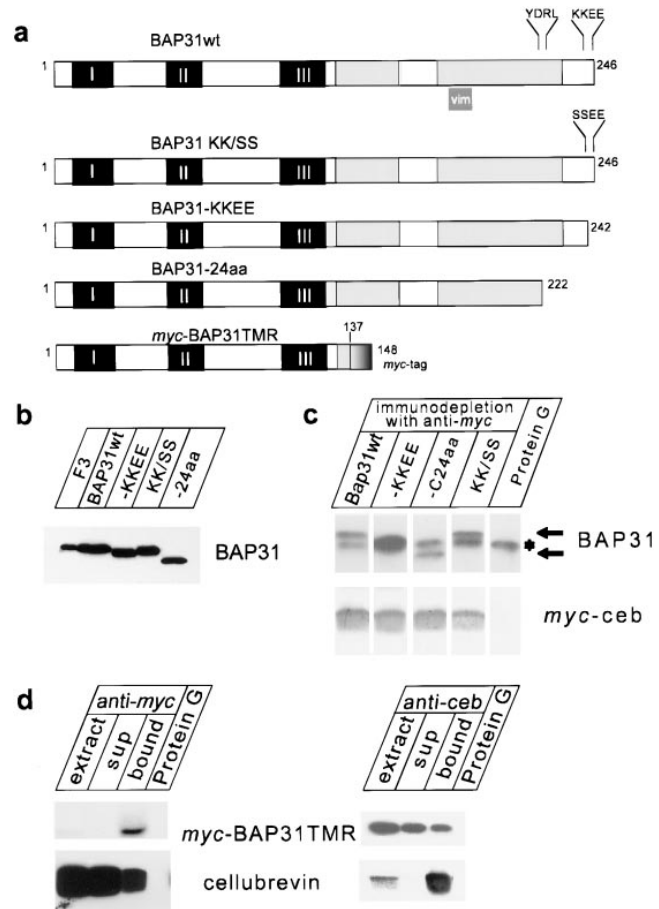 a
YDRL KKEE
BAP31wt
1 I II III 246
vim
SSEE
BAP31 KK/SS
1 I II III 246
BAP31-KKEE
1 I II III 242
BAP31-24aa
1 I II III 222
myc-BAP31TMR
1 I II III 137 148
myc-tag
b
F3 BAP31wt -KKEE KK/SS -24aa
BAP31
c
immunodepletion
with anti-myc
Bap31wt -KKEE -C24aa KK/SS Protein G
BAP31
*
myc-ceb
d
anti-myc
extract sup bound Protein G
anti-ceb
extract sup bound Protein G
myc-BAP31TMR
cellubrevin